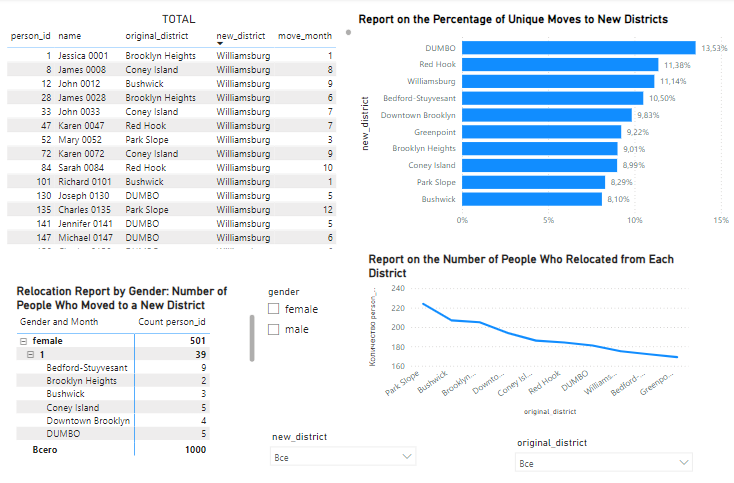 TOTAL
person_id name original_district new_district move_month
1 Jessica 0001 Brooklyn Heights Williamsburg 1
8 James 0008 Coney Island Williamsburg 8
12 John 0012 Bushwick Williamsburg 9
28 James 0028 Brooklyn Heights Williamsburg 6
33 John 0033 Coney Island Williamsburg 7
47 Karen 0047 Red Hook Williamsburg 7
52 Mary 0052 Park Slope Williamsburg 3
72 Karen 0072 Coney Island Williamsburg 9
84 Sarah 0084 Red Hook Williamsburg 10
101 Richard 0101 Bushwick Williamsburg 1
130 Joseph 0130 DUMBO Williamsburg 5
135 Charles 0135 Park Slope Williamsburg 12
141 Jennifer 0141 DUMBO Williamsburg 5
147 Michael 0147 DUMBO Williamsburg 6
Report on the Percentage of Unique Moves to New Districts
new_district
DUMBO 13,53%
Red Hook 11,38%
Williamsburg 11,14%
Bedford-Stuyvesant 10,50%
Downtown Brooklyn 9,83%
Greenpoint 9,22%
Brooklyn Heights 9,01%
Coney Island 8,99%
Park Slope 8,29%
Bushwick 8,10%
0% 5% 10% 15%
Relocation Report by Gender: Number of
People Who Moved to a New District
Gender and Month Count person_id
female 501
1 39
Bedford-Stuyvesant 9
Brooklyn Heights 2
Bushwick 3
Coney Island 5
Downtown Brooklyn 4
DUMBO 5
Всего 1000
gender
female
male
Report on the Number of People Who Relocated from Each
District
Количество person_...
240
220
200
180
160
Park Slope Bushwick Brooklyn... Downto... Coney Isl... Red Hook DUMBO Williams... Bedford-... Greenpo...
original_district
new_district
Все
original_district
Все